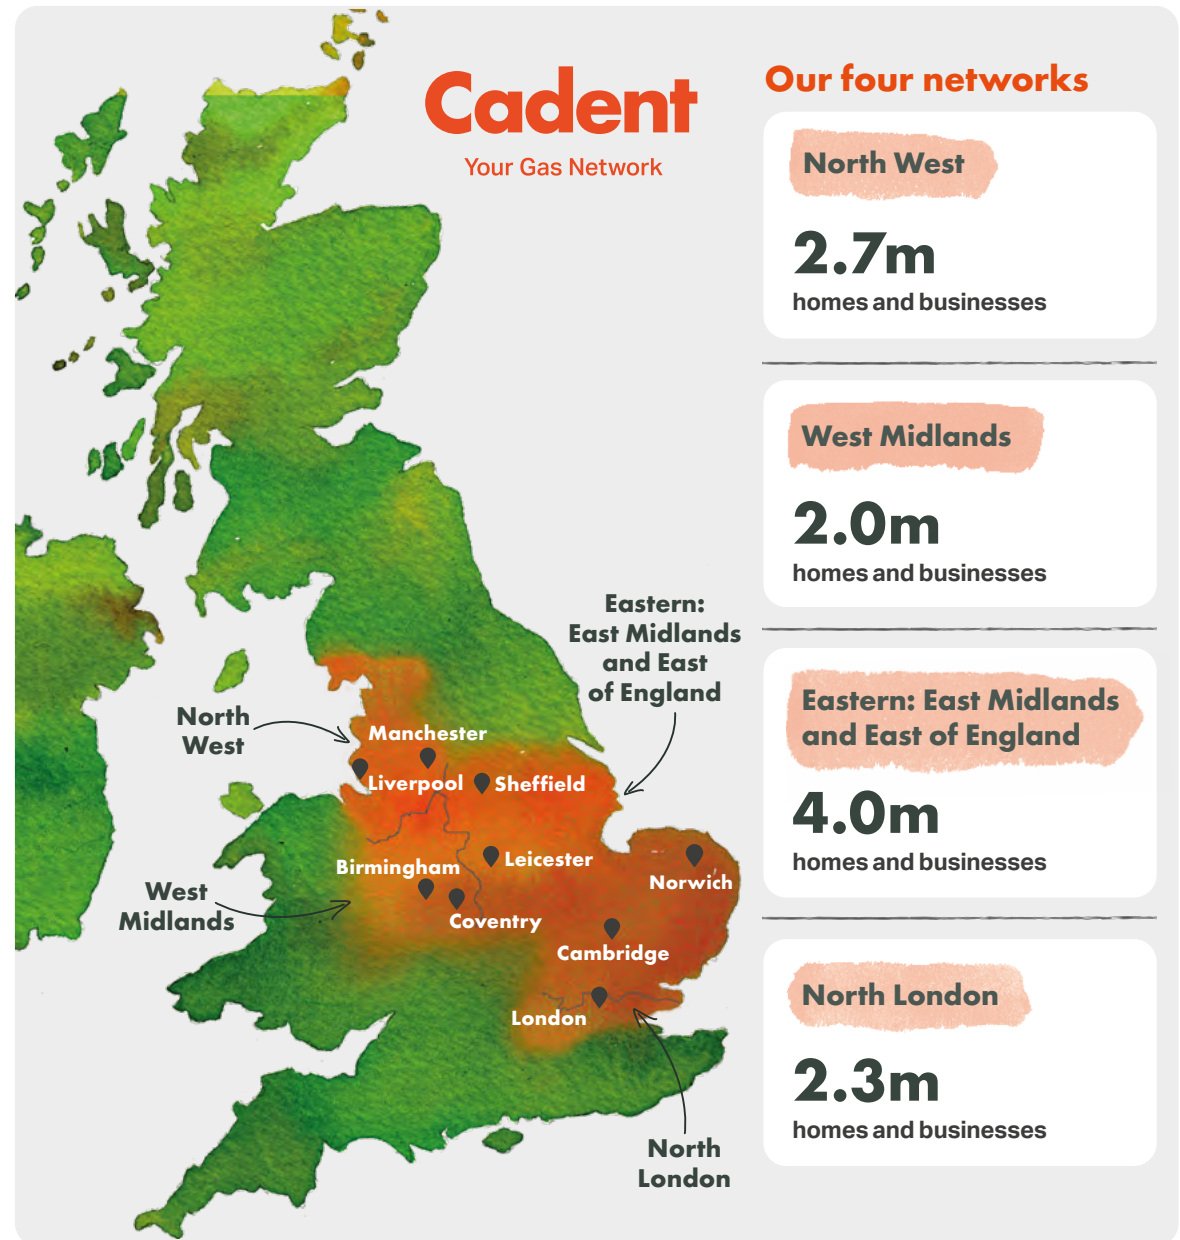 Cadent
Your Gas Network
Our four networks
North West
2.7m
homes and businesses
West Midlands
2.0m
homes and businesses
Eastern: East Midlands
and East of England
4.0m
homes and businesses
North London
2.3m
homes and businesses
Eastern:
East Midlands
and East
of England
North
West
Manchester
Liverpool
Sheffield
Leicester
Birmingham
Norwich
West
Midlands
Coventry
Cambridge
London
North
London